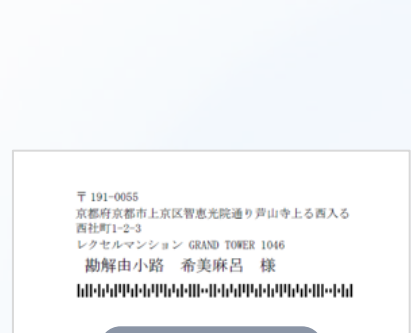 〒191-0055
京都府京都市上京区智恵光院通り芦山寺上る西入る
西社町1-2-3
レクセルマンション GRAND TOWER 1046
勘解由小路 希美麻呂 様